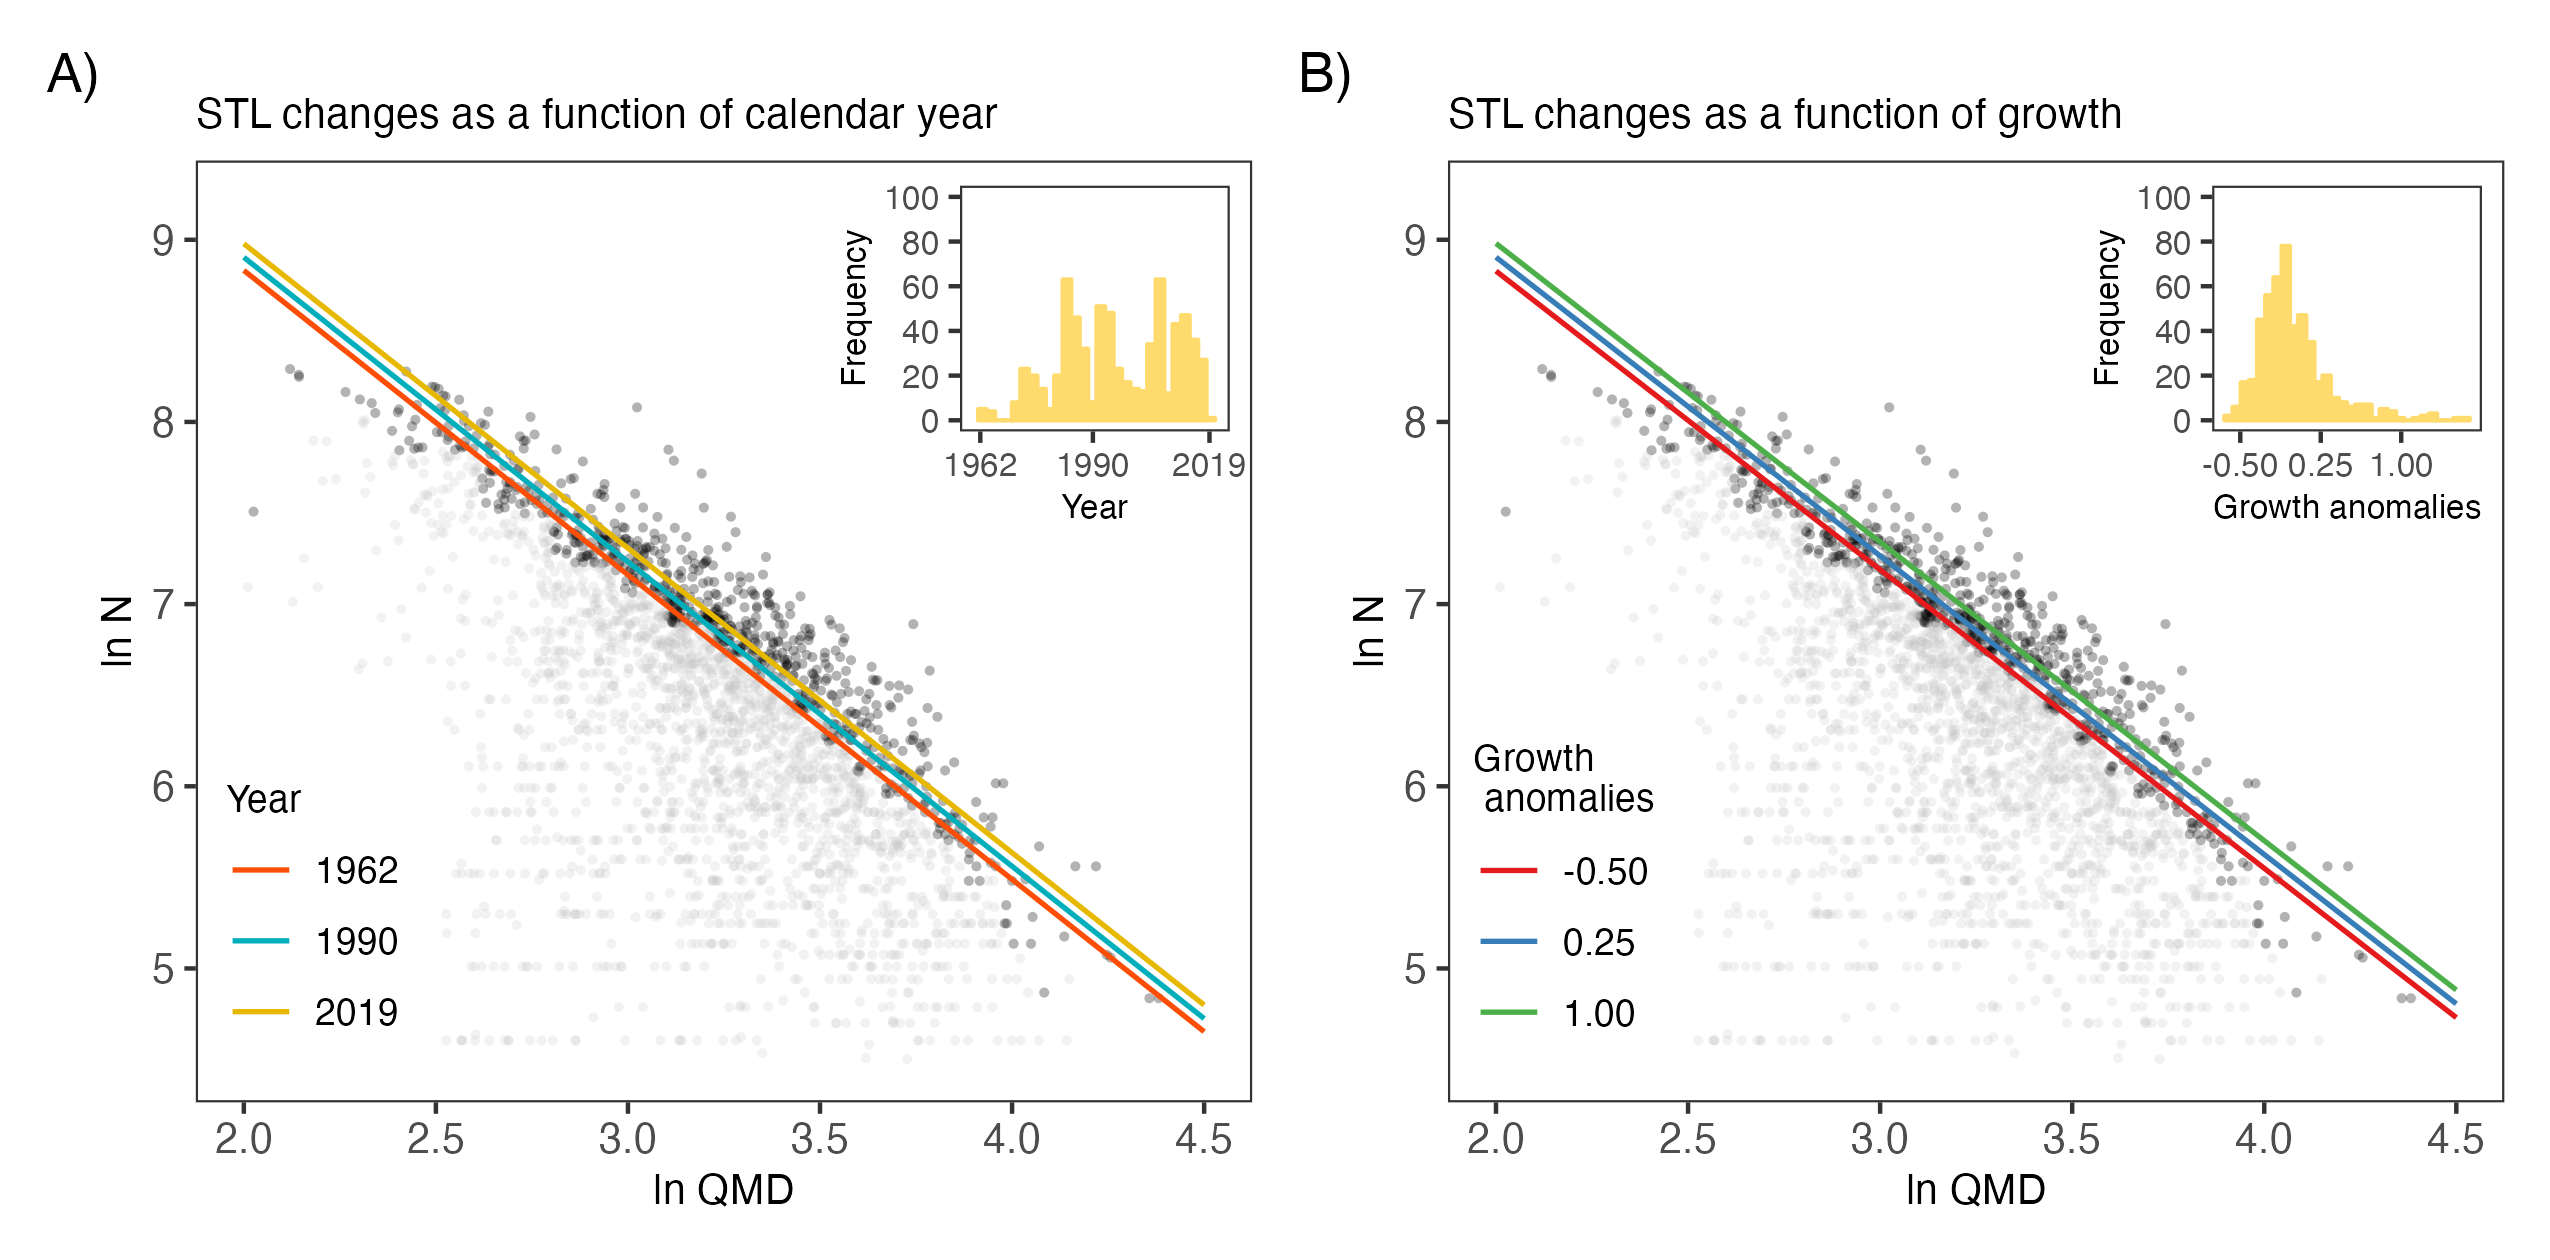 A)
STL changes as a function of calendar year
100
80
60
40
20
0
Frequency
1962 1990 2019
Year
9
8
7
6
5
ln N
Year
1962
1990
2019
2.0 2.5 3.0 3.5 4.0 4.5
ln QMD
B)
STL changes as a function of growth
100
80
60
40
20
0
Frequency
-0.50 0.25 1.00
Growth anomalies
9
8
7
6
5
ln N
Growth
anomalies
-0.50
0.25
1.00
2.0 2.5 3.0 3.5 4.0 4.5
ln QMD